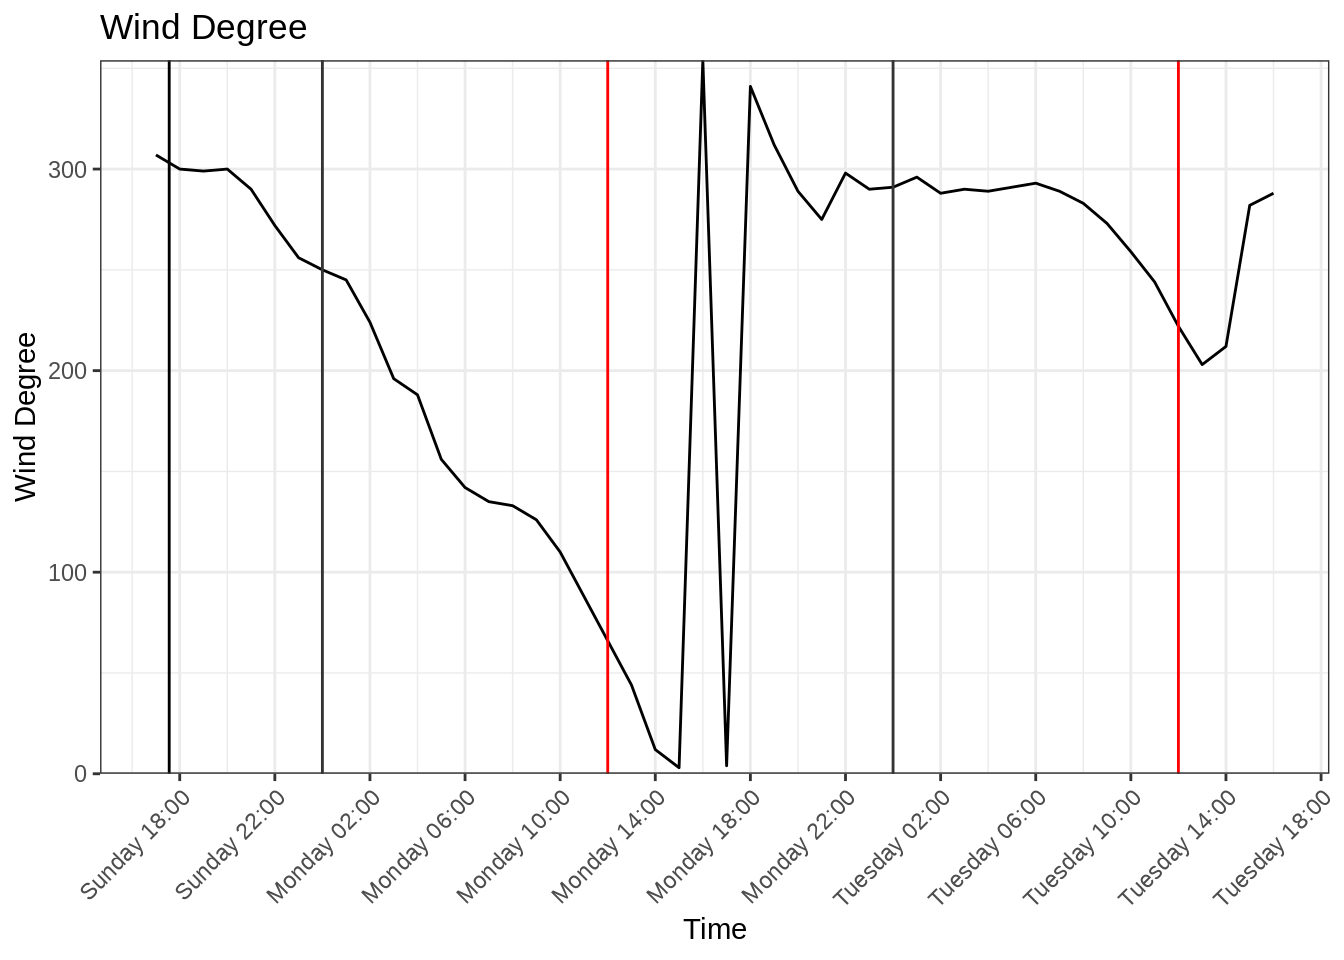 Wind Degree
Wind Degree
300
200
100
0
Sunday 18:00
Sunday 22:00
Monday 02:00
Monday 06:00
Monday 10:00
Monday 14:00
Monday 18:00
Monday 22:00
Tuesday 02:00
Tuesday 06:00
Tuesday 10:00
Tuesday 14:00
Tuesday 18:00
Time